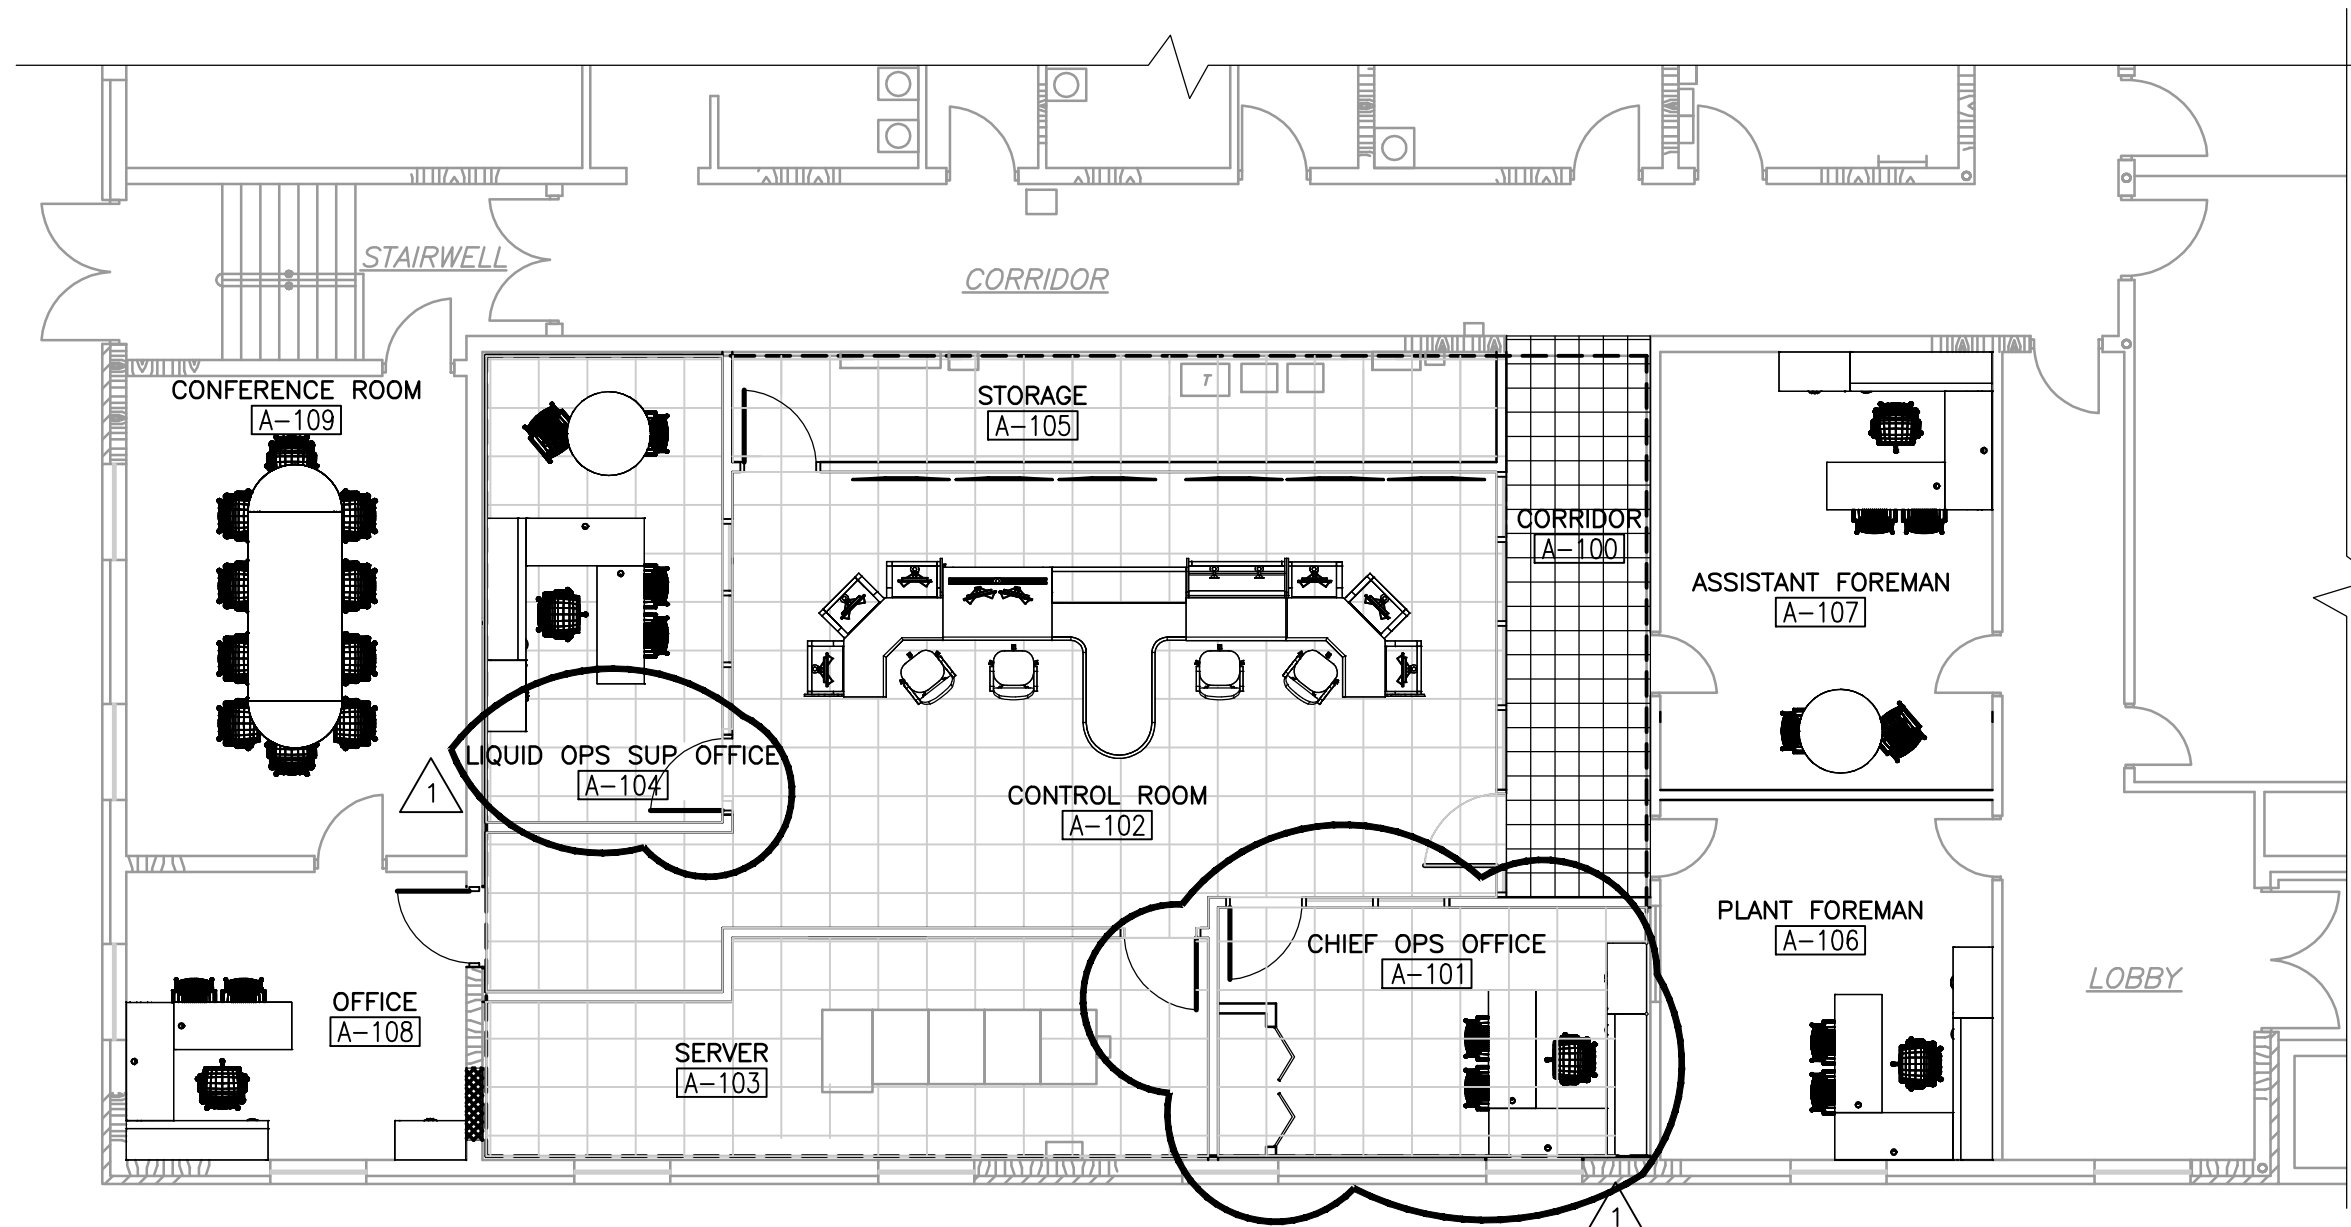 STAIRWELL
CORRIDOR
CONFERENCE ROOM
A-109
STORAGE
A-105
T
CORRIDOR
A-100
ASSISTANT FOREMAN
A-107
LIQUID OPS SUP OFFICE
A-104
1
CONTROL ROOM
A-102
PLANT FOREMAN
A-106
CHIEF OPS OFFICE
A-101
LOBBY
OFFICE
A-108
SERVER
A-103
1